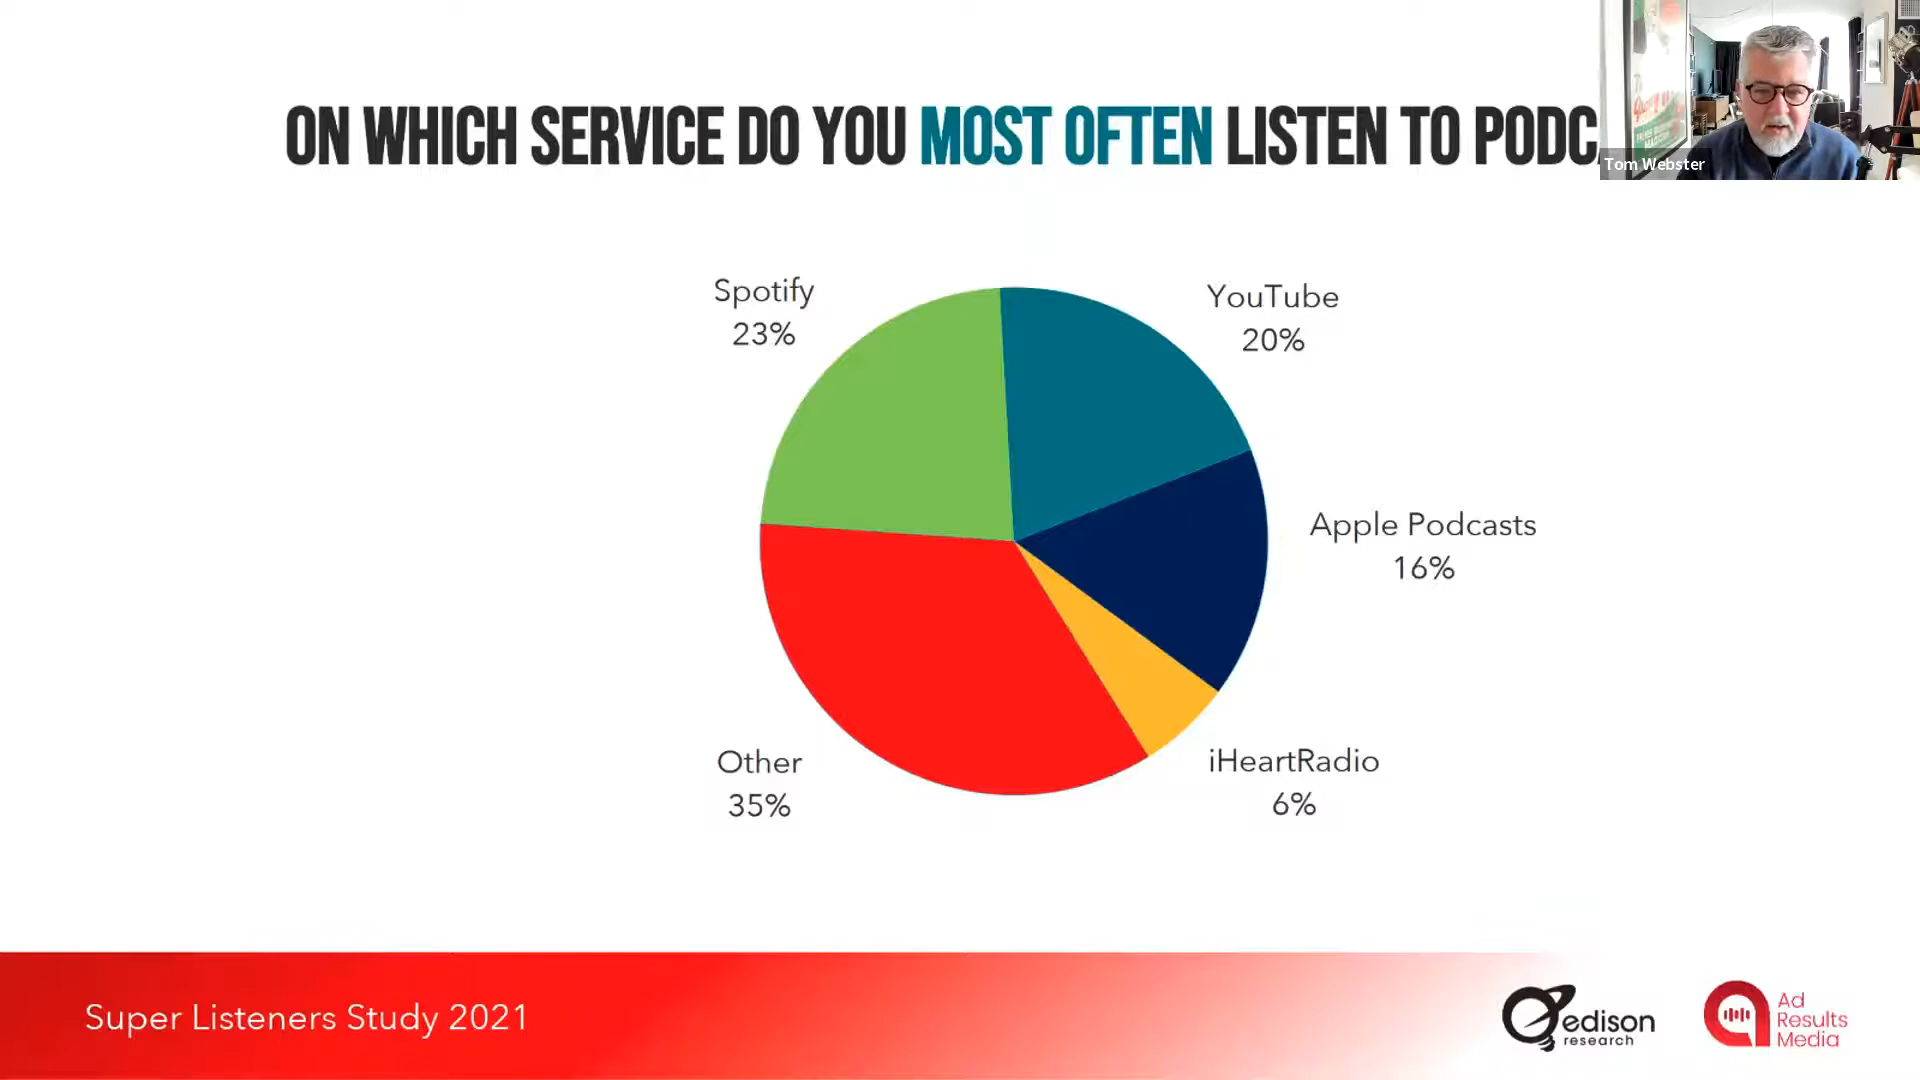 ON WHICH SERVICE DO YOU MOST OFTEN LISTEN TO PODC
Tom Webster
Spotify
23%
YouTube
20%
Apple Podcasts
16%
Other
35%
iHeartRadio
6%
Super Listeners Study 2021
edison
research
Ad
Results
Media